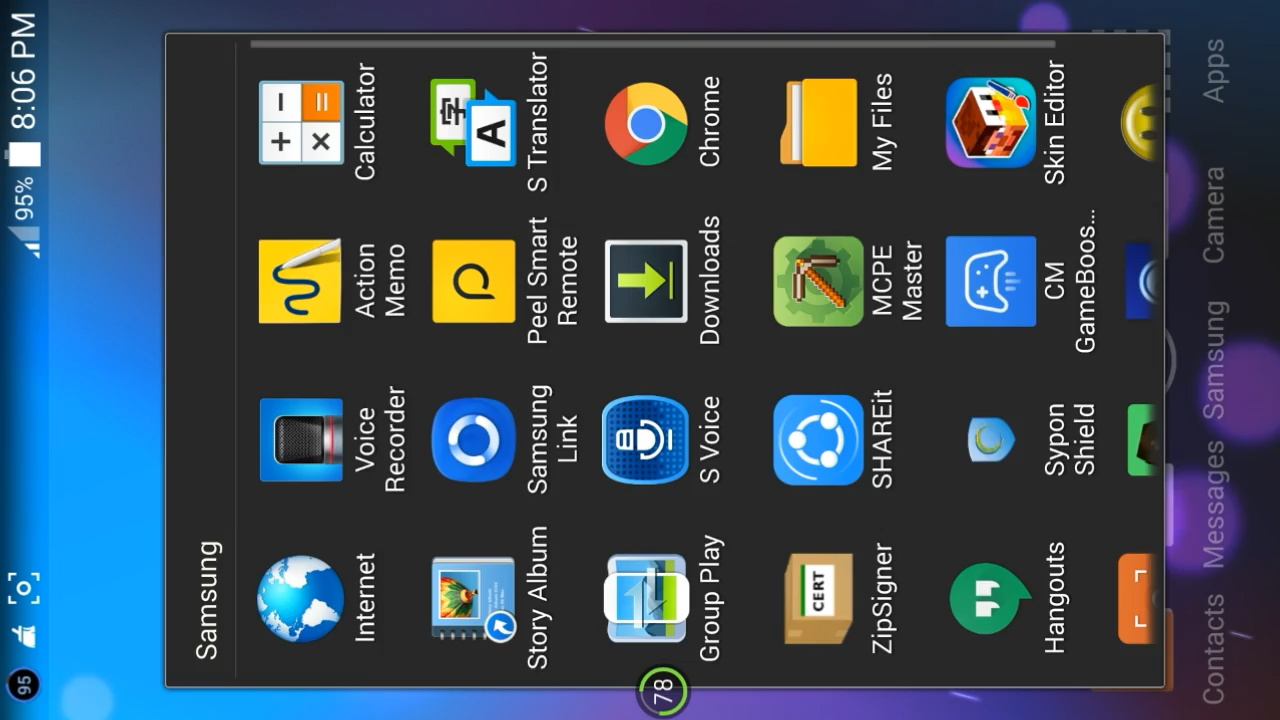 95
95%
8:06 PM
Samsung
Internet
Voice
Recorder
Action
Memo
Calculator
Story Album
Samsung
Link
Peel Smart
Remote
S Translator
字
A
Group Play
S Voice
Downloads
Chrome
CERT
ZipSigner
SHAREit
MCPE
Master
My Files
Hangouts
Sypon
Shield
CM
GameBoos...
Skin Editor
78
Contacts
Messages
Samsung
Camera
Apps